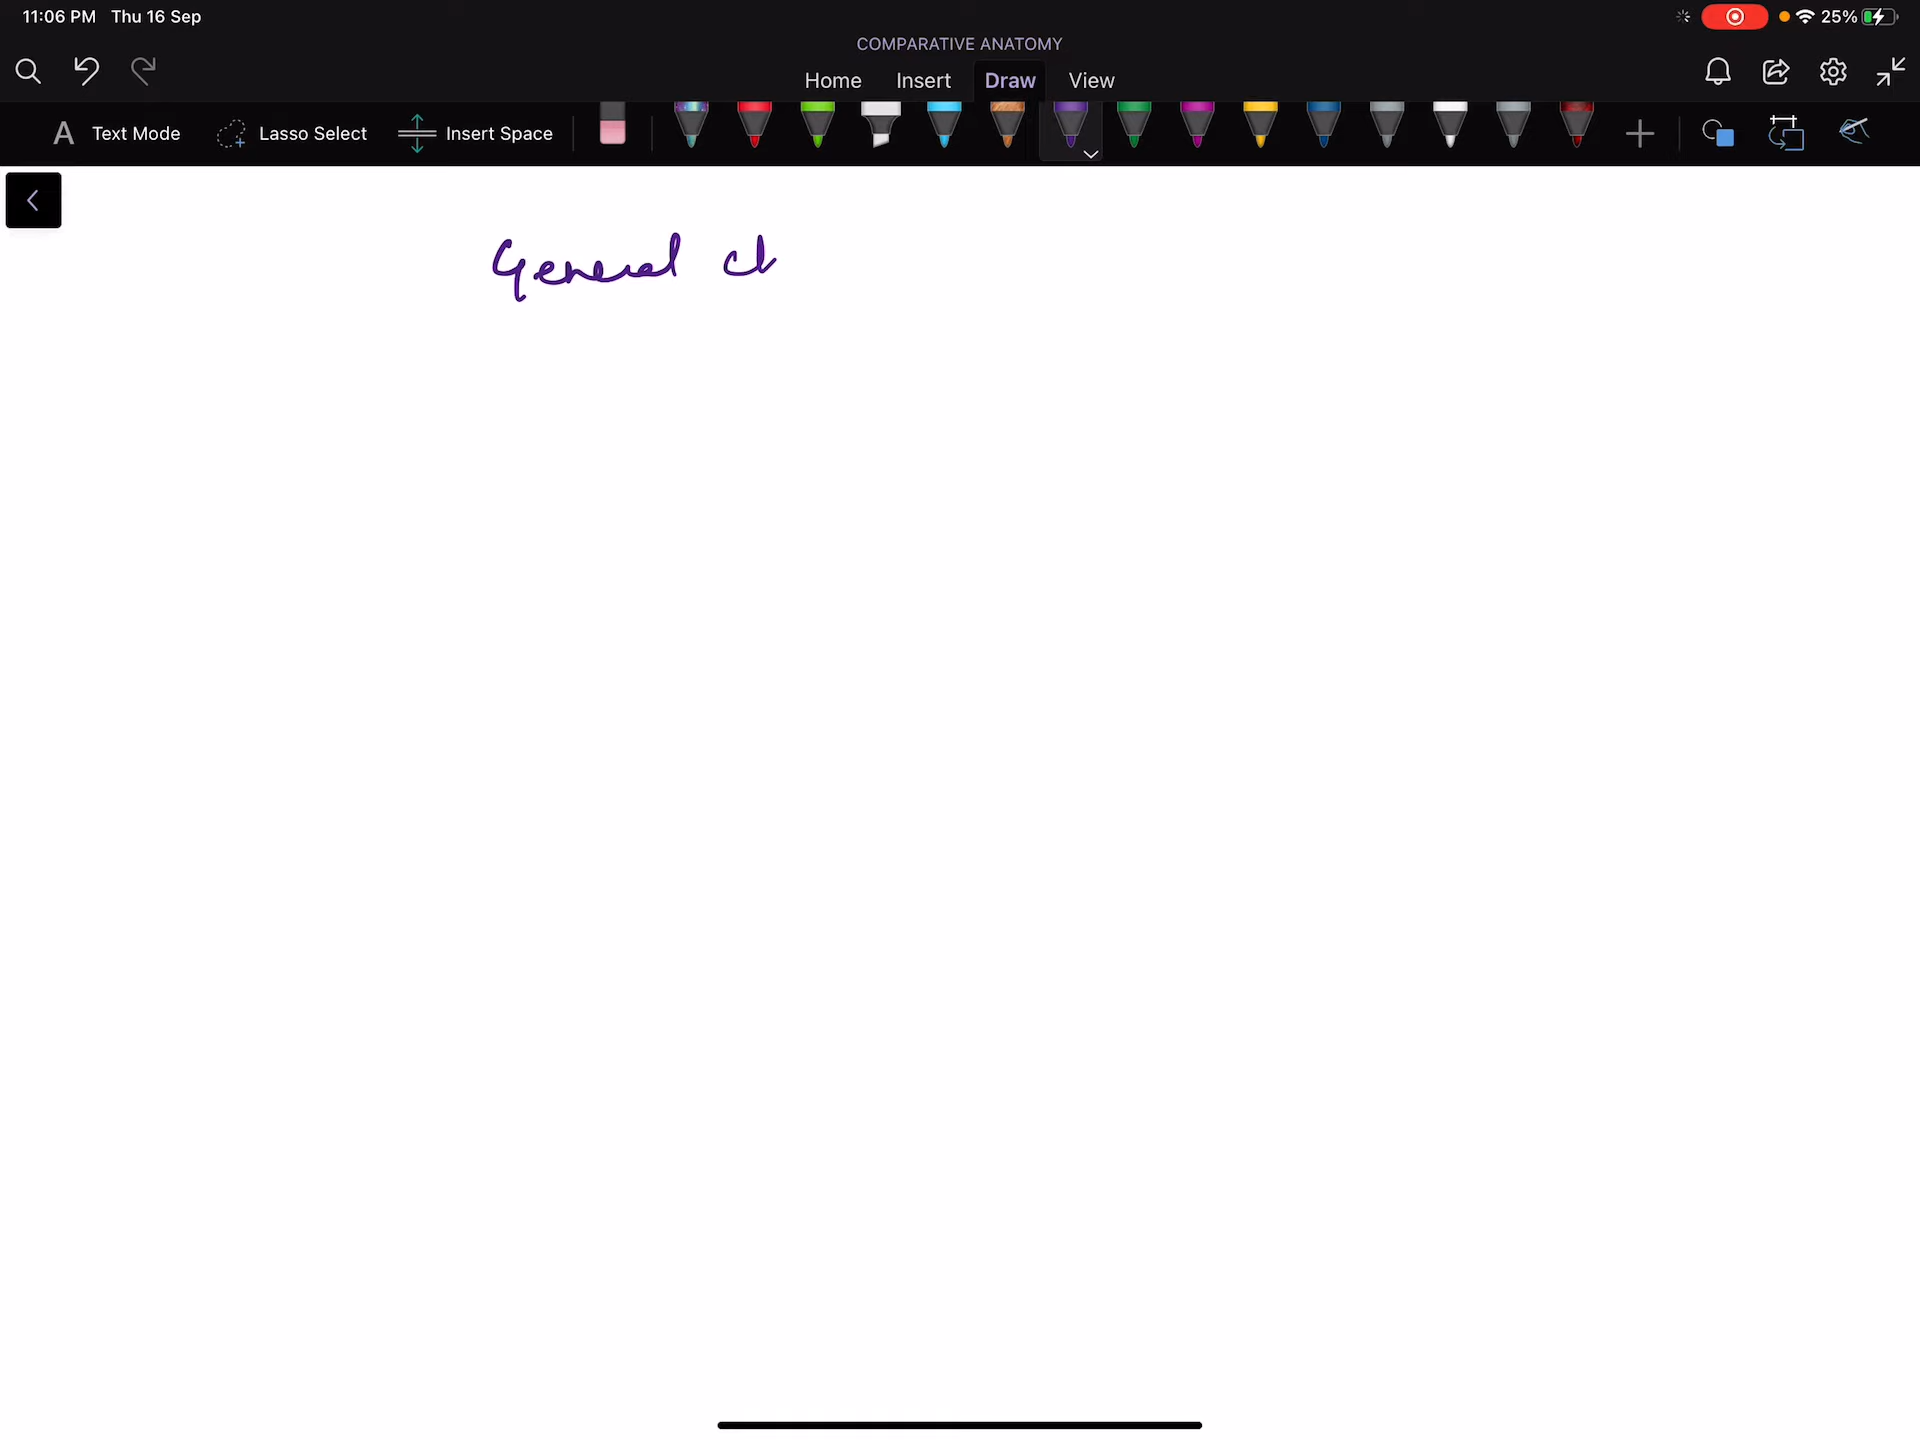 11:06 PM Thu 16 Sep 25%
COMPARATIVE ANATOMY
Home Insert Draw View
A Text Mode Lasso Select Insert Space
General ch